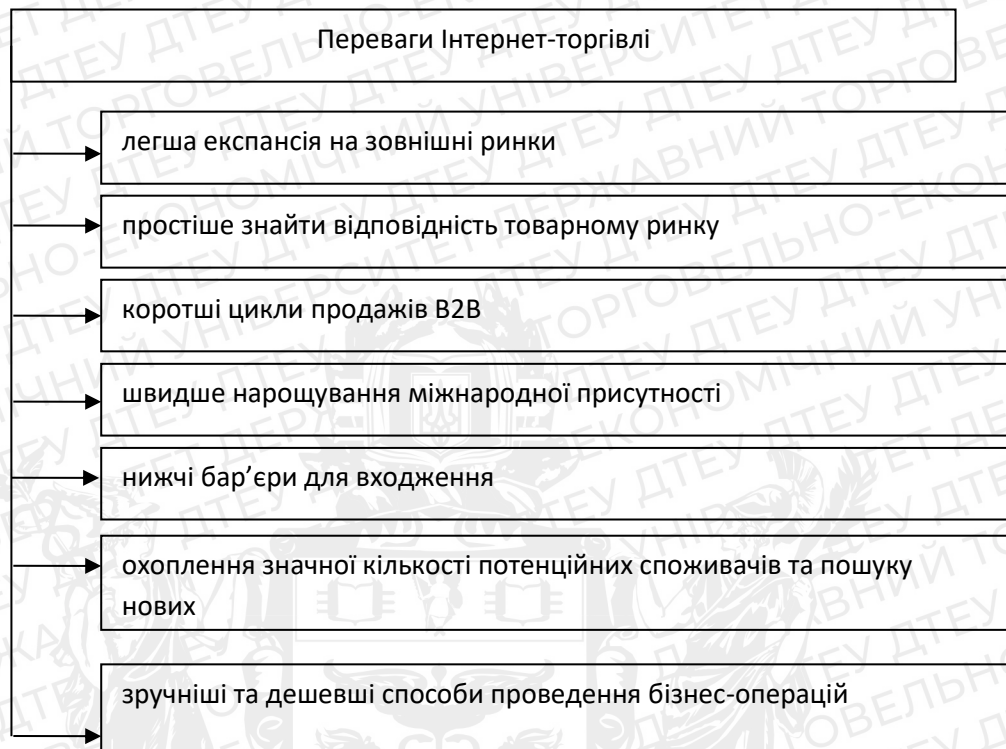 Переваги Інтернет-торгівлі
легша експансія на зовнішні ринки
простіше знайти відповідність товарному ринку
коротші цикли продажів B2B
швидше нарощування міжнародної присутності
нижчі бар’єри для входження
охоплення значної кількості потенційних споживачів та пошуку
нових
зручніші та дешевші способи проведення бізнес-операцій